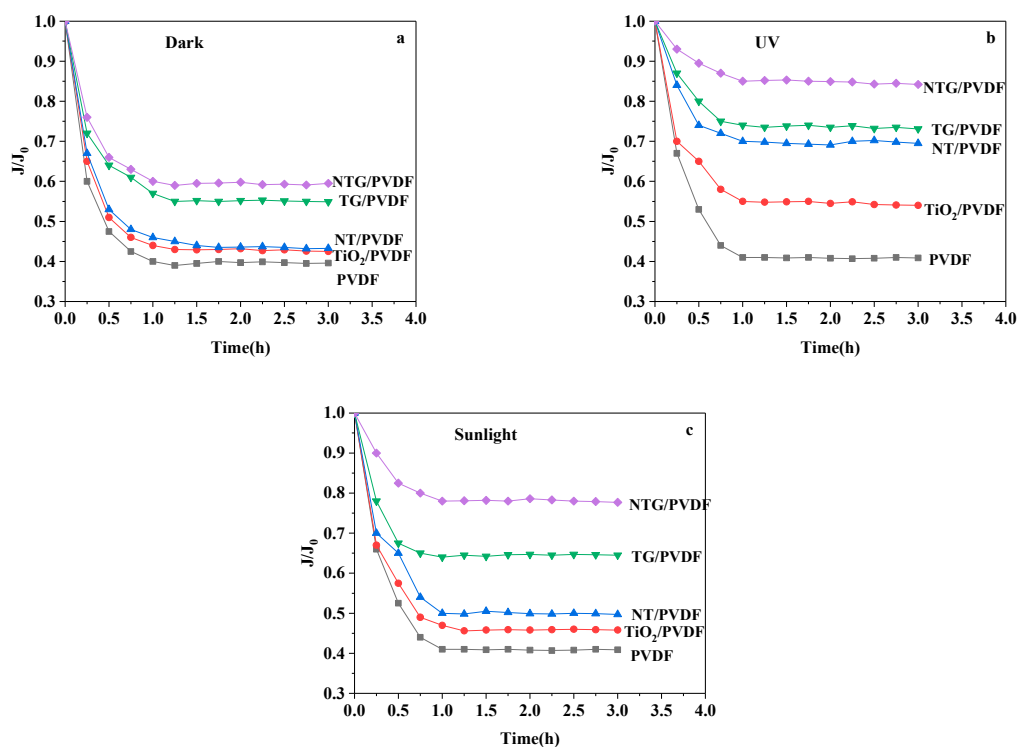 Dark
a
J/J₀
1.0
0.9
0.8
0.7
0.6
0.5
0.4
0.3
NTG/PVDF
TG/PVDF
NT/PVDF
TiO₂/PVDF
PVDF
0.0 0.5 1.0 1.5 2.0 2.5 3.0 3.5 4.0
Time(h)
UV
b
J/J₀
1.0
0.9
0.8
0.7
0.6
0.5
0.4
0.3
NTG/PVDF
TG/PVDF
NT/PVDF
TiO₂/PVDF
PVDF
0.0 0.5 1.0 1.5 2.0 2.5 3.0 3.5 4.0
Time(h)
Sunlight
c
J/J₀
1.0
0.9
0.8
0.7
0.6
0.5
0.4
0.3
NTG/PVDF
TG/PVDF
NT/PVDF
TiO₂/PVDF
PVDF
0.0 0.5 1.0 1.5 2.0 2.5 3.0 3.5 4.0
Time(h)